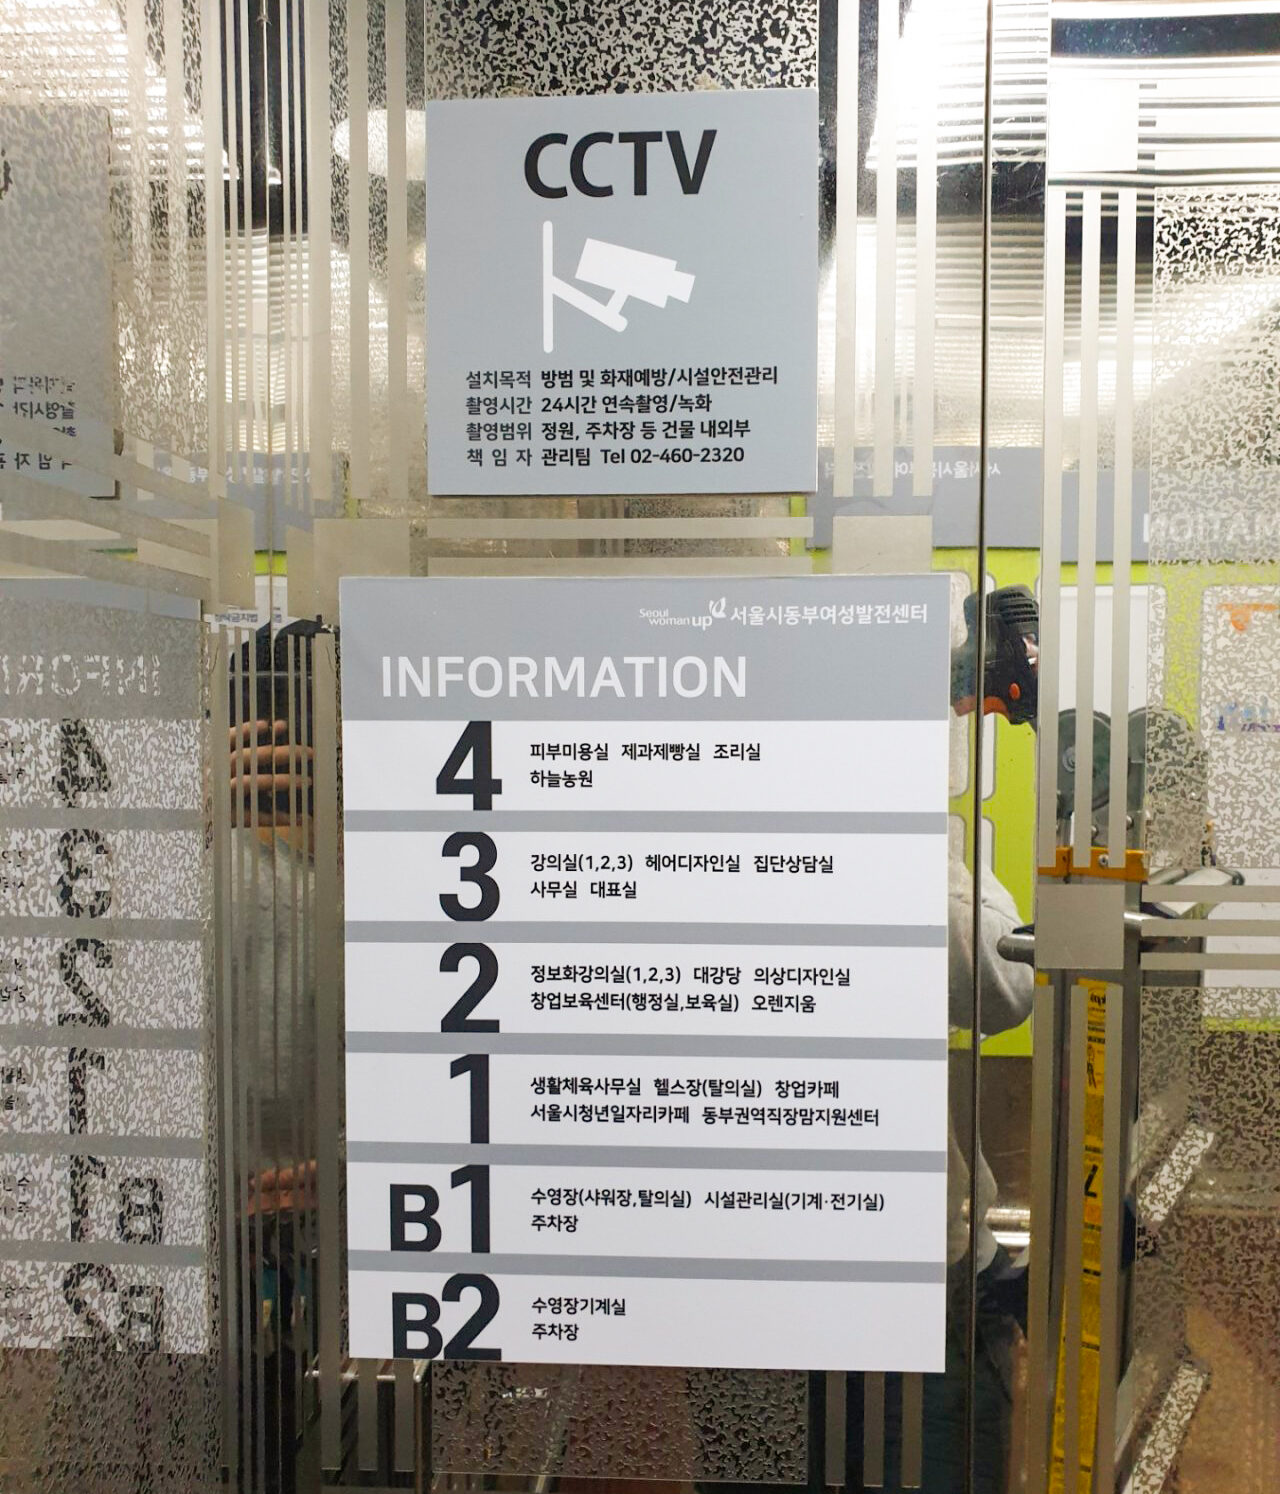 CCTV
설치목적 방범 및 화재예방/시설안전관리
촬영시간 24시간 연속촬영/녹화
촬영범위 정원, 주차장 등 건물 내외부
책 임 자 관리팀 Tel 02-460-2320
Seoul woman up 서울시동부여성발전센터
INFORMATION
4 피부미용실 제과제빵실 조리실
하늘농원
3 강의실(1,2,3) 헤어디자인실 집단상담실
사무실 대표실
2 정보화강의실(1,2,3) 대강당 의상디자인실
창업보육센터(행정실,보육실) 오렌지움
1 생활체육사무실 헬스장(탈의실) 창업카페
서울시청년일자리카페 동부권역직장맘지원센터
B1 수영장(샤워장,탈의실) 시설관리실(기계·전기실)
주차장
B2 수영장기계실
주차장